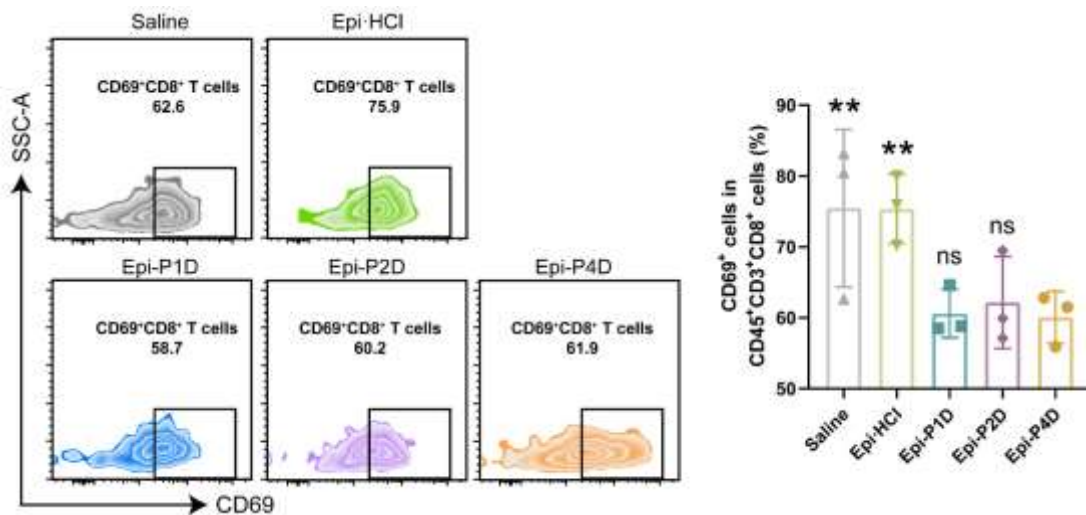 Saline
Epi·HCl
CD69⁺CD8⁺ T cells
62.6
CD69⁺CD8⁺ T cells
75.9
SSC-A
Epi-P1D
Epi-P2D
Epi-P4D
CD69⁺CD8⁺ T cells
58.7
CD69⁺CD8⁺ T cells
60.2
CD69⁺CD8⁺ T cells
61.9
CD69
CD69⁺ cells in
CD45⁺CD3⁺CD8⁺ cells (%)
90
80
70
60
50
**
**
ns
ns
Saline
Epi·HCl
Epi-P1D
Epi-P2D
Epi-P4D